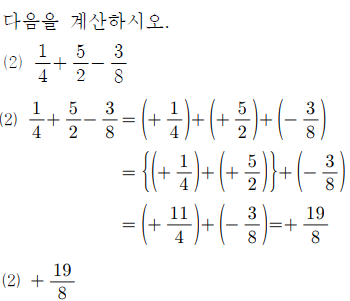 다음을 계산하시오.
(2) 1/4 + 5/2 − 3/8
(2) 1/4 + 5/2 − 3/8 = (+ 1/4) + (+ 5/2) + (− 3/8)
= {(+ 1/4) + (+ 5/2)} + (− 3/8)
= (+ 11/4) + (− 3/8) = + 19/8
(2) + 19/8